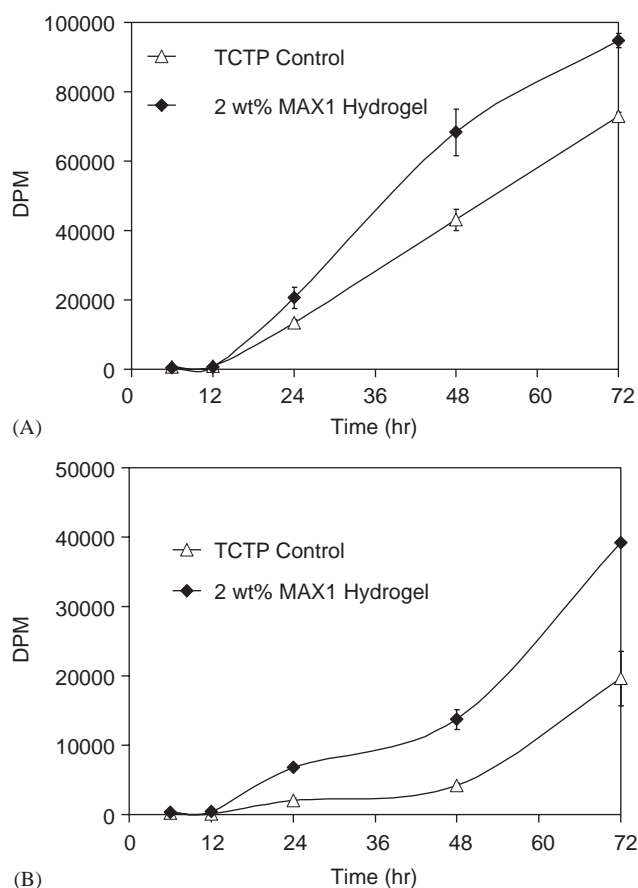 100000
80000
60000
40000
20000
0
DPM
TCTP Control
2 wt% MAX1 Hydrogel
0 12 24 36 48 60 72
Time (hr)
(A)
50000
40000
30000
20000
10000
0
DPM
TCTP Control
2 wt% MAX1 Hydrogel
0 12 24 36 48 60 72
Time (hr)
(B)